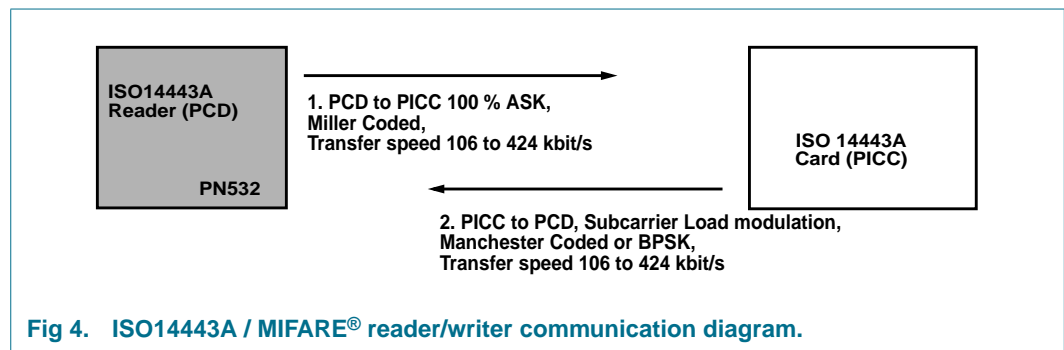 ISO14443A
Reader (PCD)
PN532
1. PCD to PICC 100 % ASK,
Miller Coded,
Transfer speed 106 to 424 kbit/s
ISO 14443A
Card (PICC)
2. PICC to PCD, Subcarrier Load modulation,
Manchester Coded or BPSK,
Transfer speed 106 to 424 kbit/s
Fig 4. ISO14443A / MIFARE® reader/writer communication diagram.